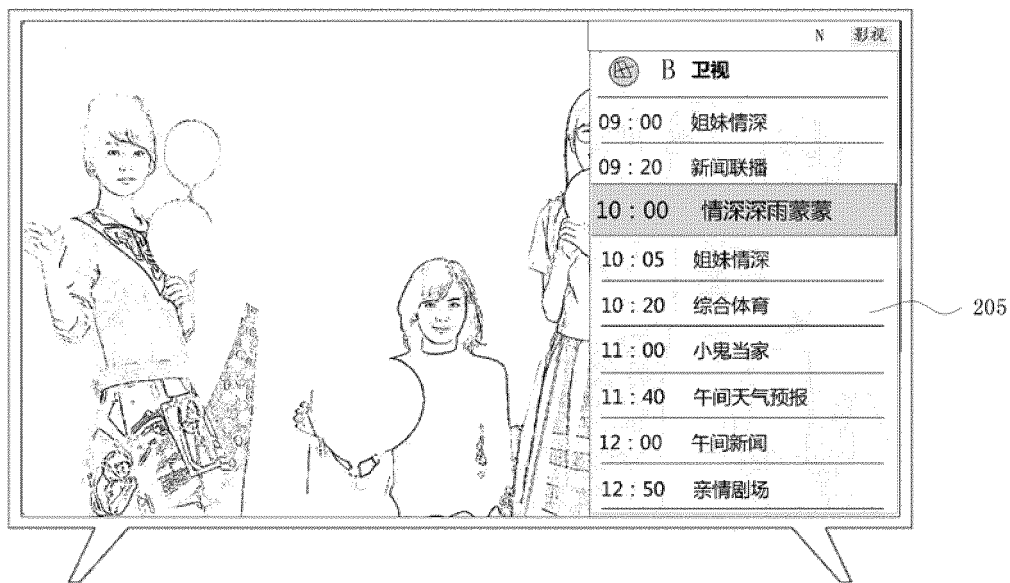 N 影视
B 卫视
09:00 姐妹情深
09:20 新闻联播
10:00 情深深雨蒙蒙
10:05 姐妹情深
10:20 综合体育
205
11:00 小鬼当家
11:40 午间天气预报
12:00 午间新闻
12:50 亲情剧场